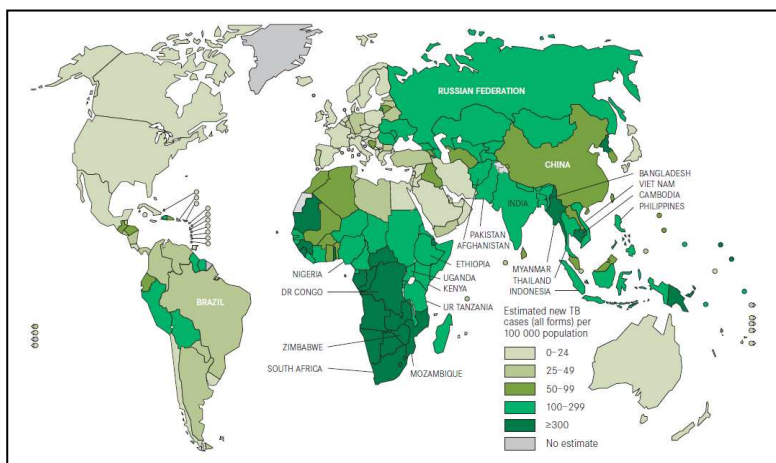 RUSSIAN FEDERATION
CHINA
INDIA
BRAZIL
BANGLADESH
VIET NAM
CAMBODIA
PHILIPPINES
PAKISTAN
AFGHANISTAN
NIGERIA
ETHIOPIA
UGANDA
KENYA
DR CONGO
UR TANZANIA
MYANMAR
THAILAND
INDONESIA
ZIMBABWE
SOUTH AFRICA
MOZAMBIQUE
Estimated new TB
cases (all forms) per
100 000 population
0–24
25–49
50–99
100–299
≥300
No estimate